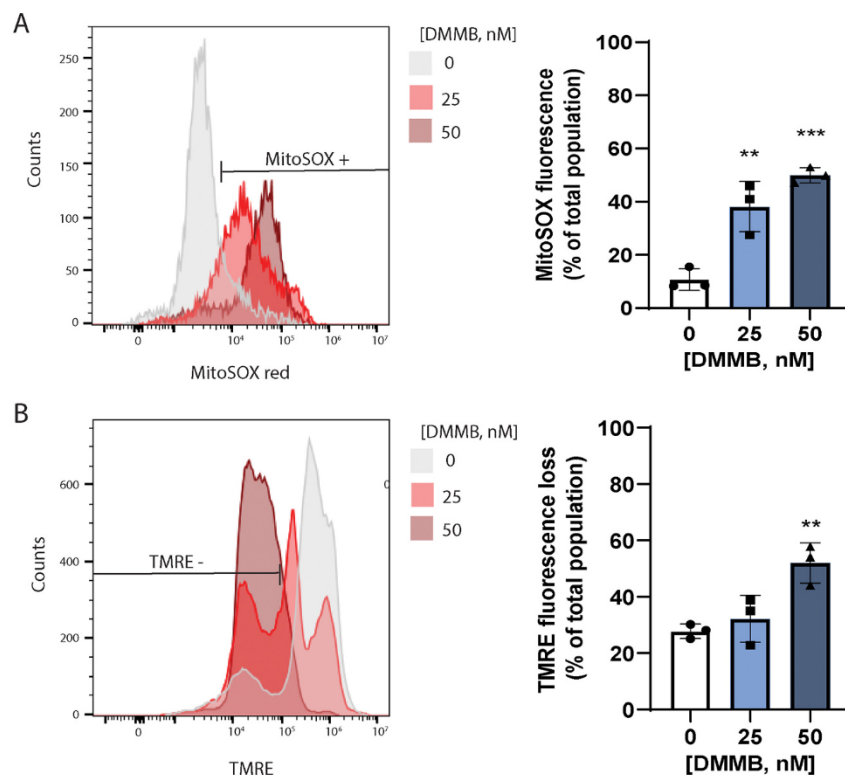 A
[DMMB, nM]
0
25
50
MitoSOX +
Counts
250
200
150
100
50
0
0
10⁴
10⁵
10⁶
10⁷
MitoSOX red
MitoSOX fluorescence
(% of total population)
100
80
60
40
20
0
**
***
0 25 50
[DMMB, nM]
B
[DMMB, nM]
0
25
50
0
TMRE -
Counts
600
400
200
0
0
10⁴
10⁵
10⁶
10⁷
TMRE
TMRE fluorescence loss
(% of total population)
100
80
60
40
20
0
**
0 25 50
[DMMB, nM]